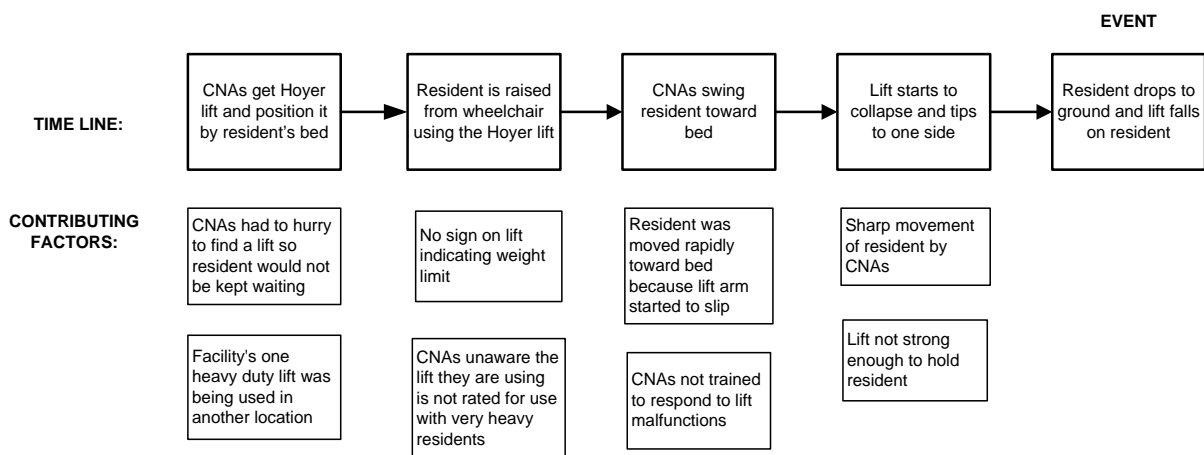 EVENT
TIME LINE:
CNAs get Hoyer
lift and position it
by resident's bed
Resident is raised
from wheelchair
using the Hoyer lift
CNAs swing
resident toward
bed
Lift starts to
collapse and tips
to one side
Resident drops to
ground and lift falls
on resident
CONTRIBUTING
FACTORS:
CNAs had to hurry
to find a lift so
resident would not
be kept waiting
No sign on lift
indicating weight
limit
Resident was
moved rapidly
toward bed
because lift arm
started to slip
Sharp movement
of resident by
CNAs
Facility's one
heavy duty lift was
being used in
another location
CNAs unaware the
lift they are using
is not rated for use
with very heavy
residents
CNAs not trained
to respond to lift
malfunctions
Lift not strong
enough to hold
resident